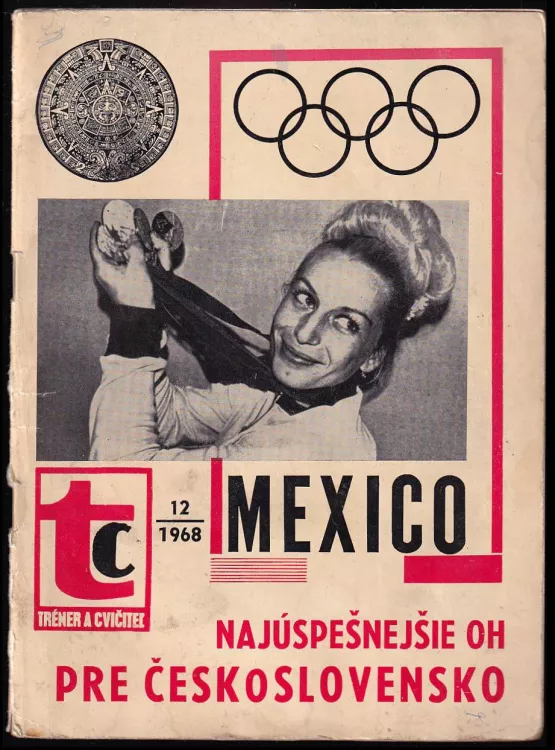 tc
TRÉNER A CVIČITEĽ
12
1968
MEXICO
NAJÚSPEŠNEJŠIE OH
PRE ČESKOSLOVENSKO